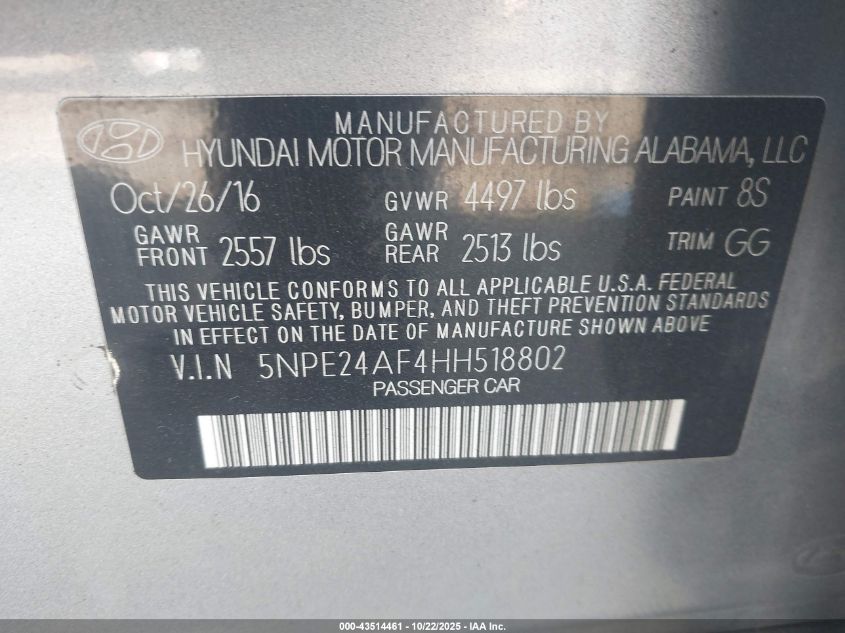 MANUFACTURED BY
HYUNDAI MOTOR MANUFACTURING ALABAMA, LLC
Oct/26/16 GVWR 4497 lbs PAINT 8S
GAWR FRONT 2557 lbs GAWR REAR 2513 lbs TRIM GG
THIS VEHICLE CONFORMS TO ALL APPLICABLE U.S.A. FEDERAL
MOTOR VEHICLE SAFETY, BUMPER, AND THEFT PREVENTION STANDARDS
IN EFFECT ON THE DATE OF MANUFACTURE SHOWN ABOVE
V.I.N 5NPE24AF4HH518802
PASSENGER CAR
000-43514461 - 10/22/2025 - IAA Inc.